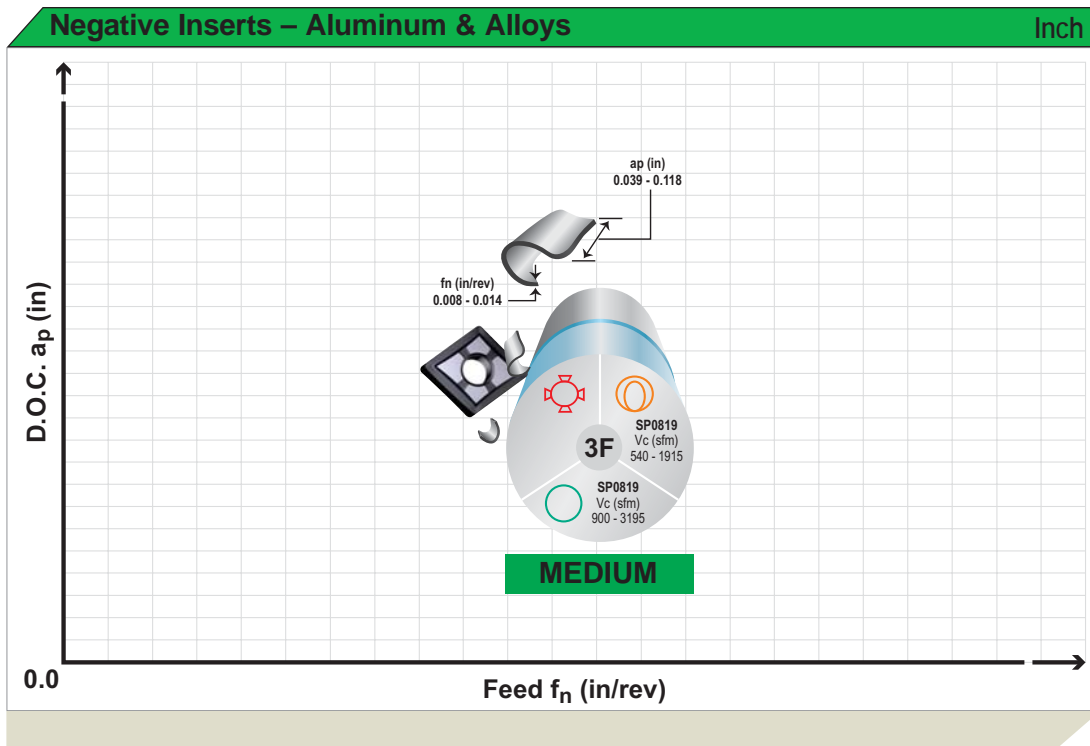 Negative Inserts – Aluminum & Alloys
Inch
ap (in)
0.039 - 0.118
fn (in/rev)
0.008 - 0.014
D.O.C. ap (in)
SP0819
Vc (sfm)
540 - 1915
3F
SP0819
Vc (sfm)
900 - 3195
MEDIUM
0.0
Feed fn (in/rev)